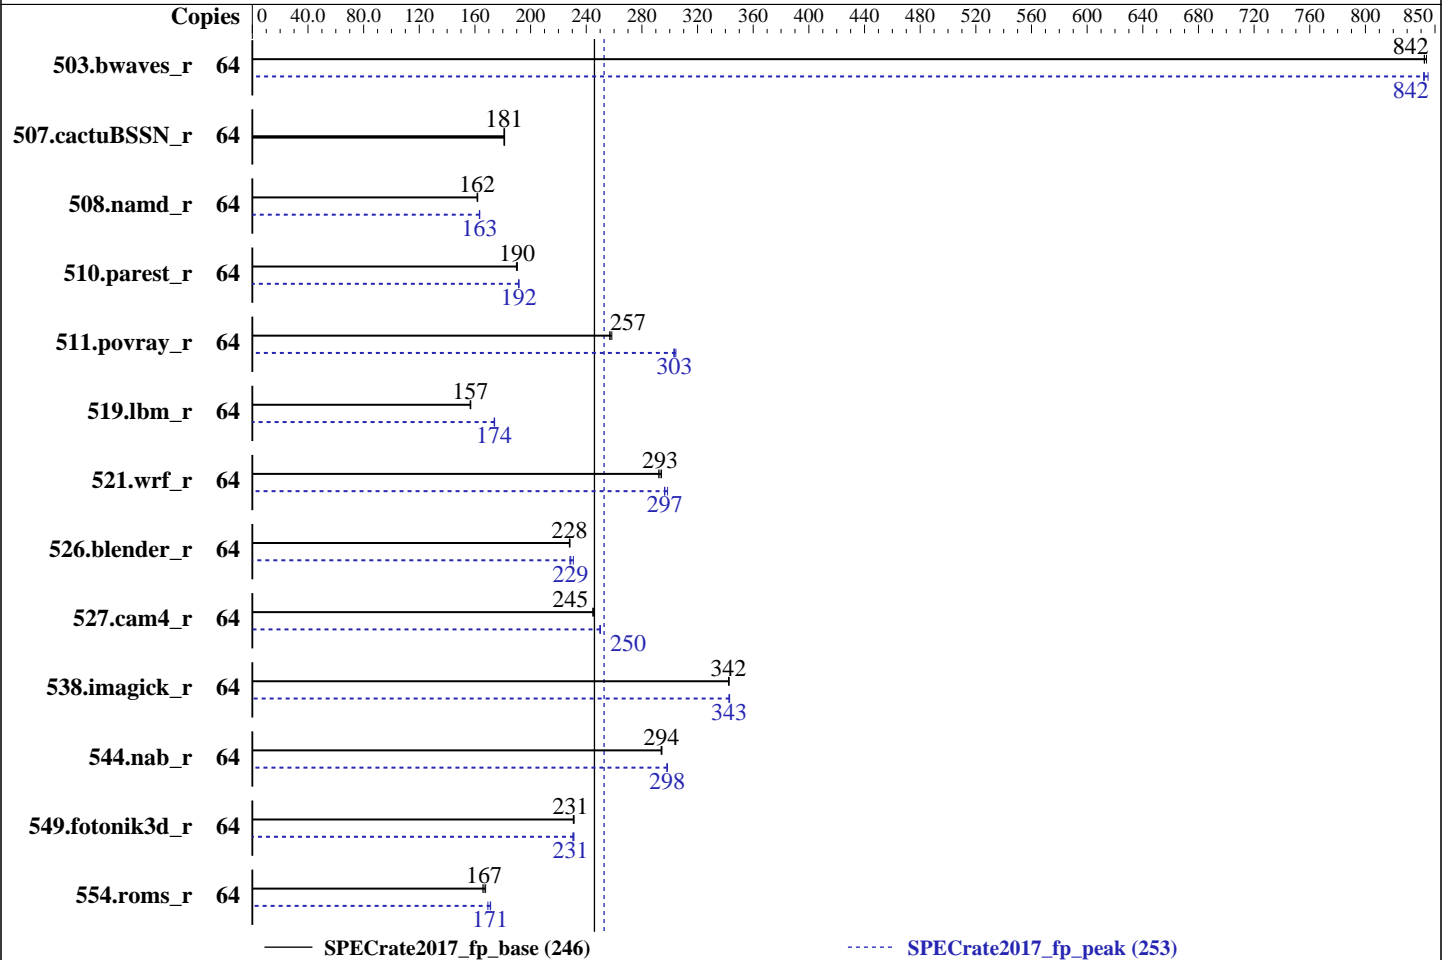 Copies 0 40.0 80.0 120 160 200 240 280 320 360 400 440 480 520 560 600 640 680 720 760 800 850
842
503.bwaves_r 64
842
181
507.cactuBSSN_r 64
162
508.namd_r 64
163
190
510.parest_r 64
192
257
511.povray_r 64
303
157
519.lbm_r 64
174
293
521.wrf_r 64
297
228
526.blender_r 64
229
245
527.cam4_r 64
250
342
538.imagick_r 64
343
294
544.nab_r 64
298
231
549.fotonik3d_r 64
231
167
554.roms_r 64
171
SPECrate2017_fp_base (246) SPECrate2017_fp_peak (253)